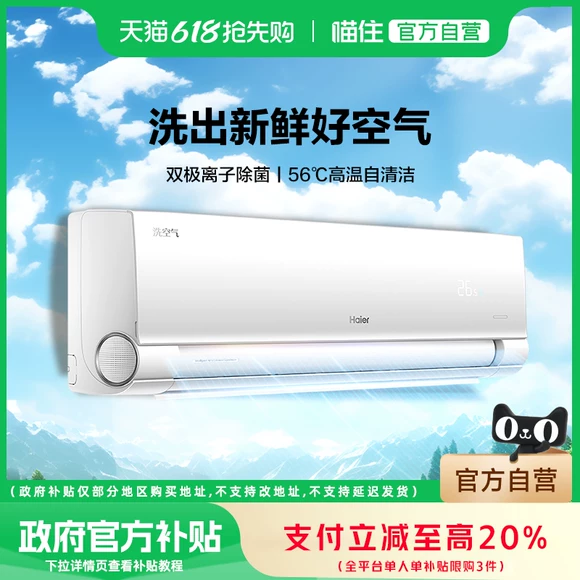 天猫618抢先购 喵住 官方自营
洗出新鲜好空气
双极离子除菌 | 56℃高温自清洁
洗空气
26.5
Haier
官方自营
(政府补贴仅部分地区购买地址,不支持改地址,不支持延迟发货)
政府官方补贴
下拉详情页查看补贴教程
支付立减至高20%
(全平台单人单补贴限购3件)